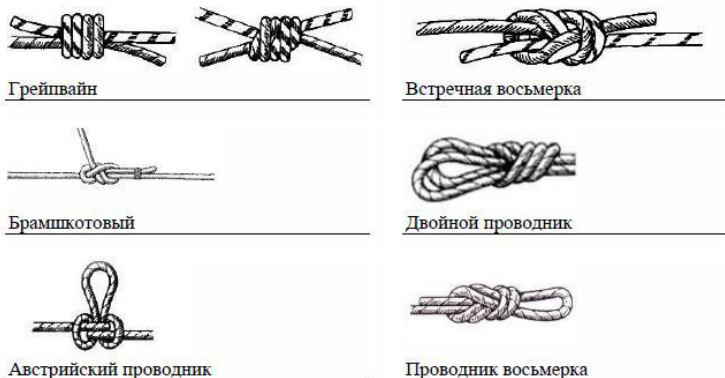 Грейпвайн
Встречная восьмерка
Брамшкотовый
Двойной проводник
Австрийский проводник
Проводник восьмерка